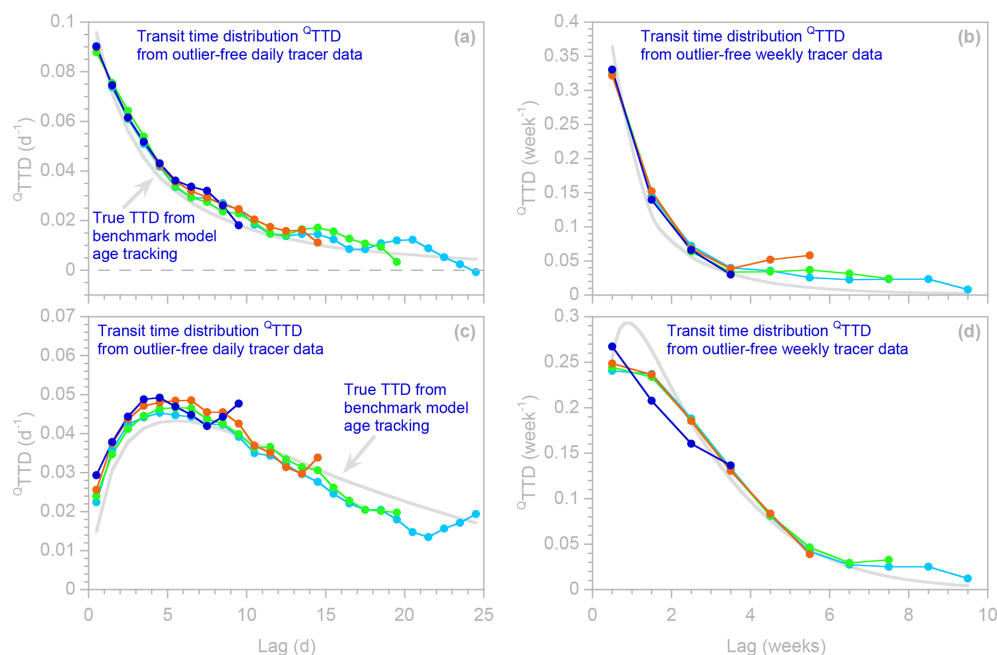 0.1
0.08
0.06
0.04
0.02
0
QTTD (d-1)
Transit time distribution QTTD
from outlier-free daily tracer data
(a)
True TTD from
benchmark model
age tracking
0.4
0.35
0.3
0.25
0.2
0.15
0.1
0.05
0
QTTD (week-1)
Transit time distribution QTTD
from outlier-free weekly tracer data
(b)
0.07
0.06
0.05
0.04
0.03
0.02
0.01
0
QTTD (d-1)
Transit time distribution QTTD
from outlier-free daily tracer data
(c)
True TTD from
benchmark model
age tracking
0 5 10 15 20 25
Lag (d)
0.3
0.25
0.2
0.15
0.1
0.05
0
QTTD (week-1)
Transit time distribution QTTD
from outlier-free weekly tracer data
(d)
0 2 4 6 8 10
Lag (weeks)